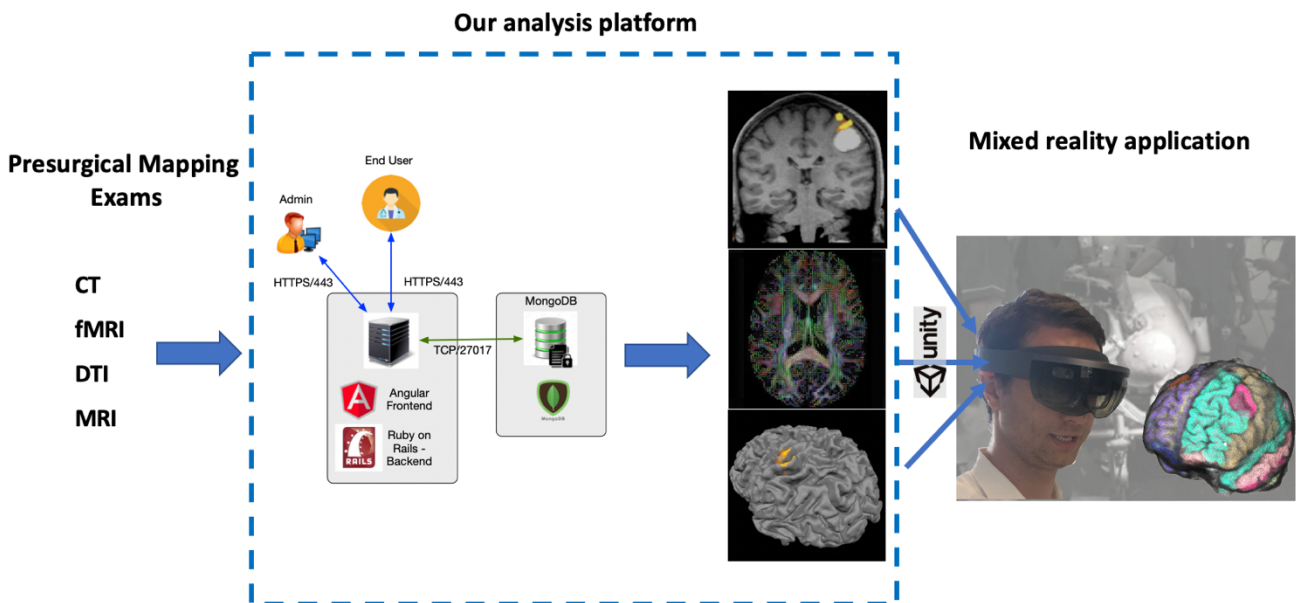 Our analysis platform
Presurgical Mapping
Exams
CT
fMRI
DTI
MRI
Admin
End User
HTTPS/443
HTTPS/443
MongoDB
TCP/27017
Angular
Frontend
RAILS
Ruby on
Rails -
Backend
MongoDB
unity
Mixed reality application